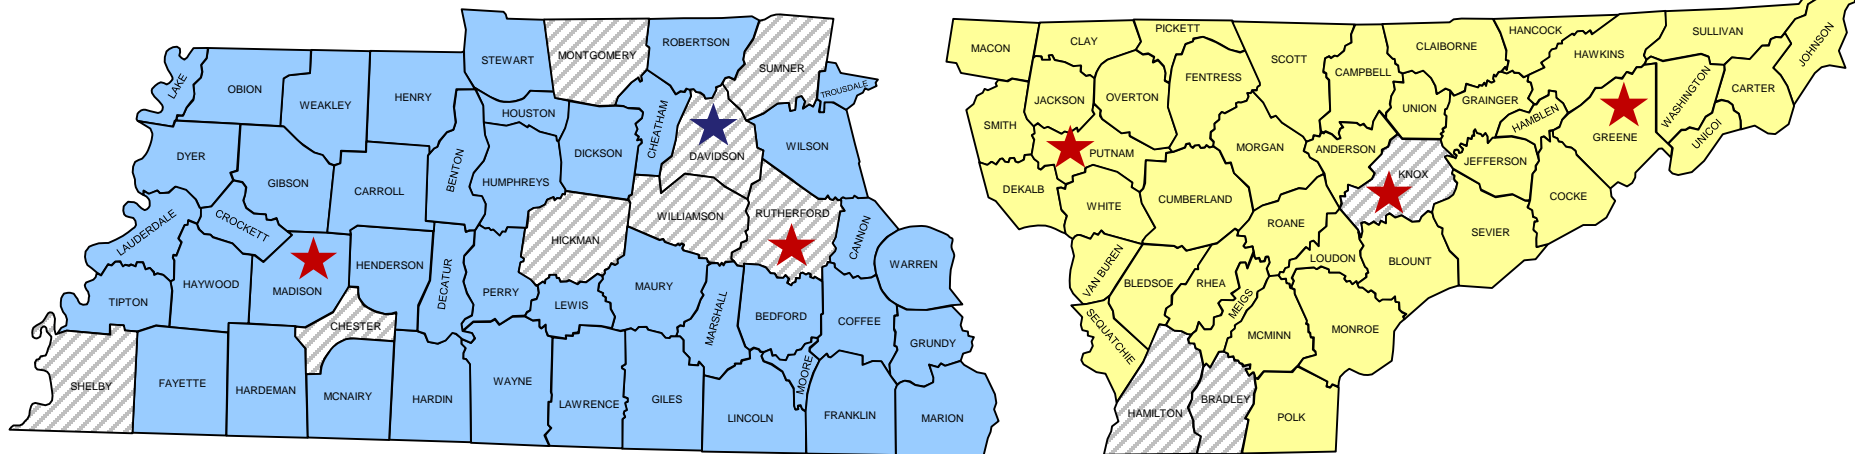 LAKE
OBION
WEAKLEY
HENRY
STEWART
MONTGOMERY
ROBERTSON
SUMNER
TROUSDALE
HOUSTON
CHEATHAM
DICKSON
DAVIDSON
WILSON
DYER
GIBSON
CARROLL
BENTON
HUMPHREYS
LAUDERDALE
CROCKETT
HICKMAN
WILLIAMSON
RUTHERFORD
CANNON
WARREN
TIPTON
HAYWOOD
MADISON
HENDERSON
DECATUR
PERRY
LEWIS
MAURY
MARSHALL
BEDFORD
COFFEE
GRUNDY
CHESTER
SHELBY
FAYETTE
HARDEMAN
MCNAIRY
HARDIN
WAYNE
LAWRENCE
GILES
LINCOLN
MOORE
FRANKLIN
MARION
MACON
CLAY
PICKETT
SCOTT
CLAIBORNE
HANCOCK
HAWKINS
SULLIVAN
JOHNSON
JACKSON
OVERTON
FENTRESS
CAMPBELL
UNION
GRAINGER
HAMBLEN
GREENE
WASHINGTON
CARTER
UNICOI
SMITH
PUTNAM
MORGAN
ANDERSON
KNOX
JEFFERSON
COCKE
DEKALB
WHITE
CUMBERLAND
ROANE
LOUDON
BLOUNT
SEVIER
VAN BUREN
BLEDSOE
RHEA
MEIGS
MCMINN
MONROE
SEQUATCHIE
HAMILTON
BRADLEY
POLK